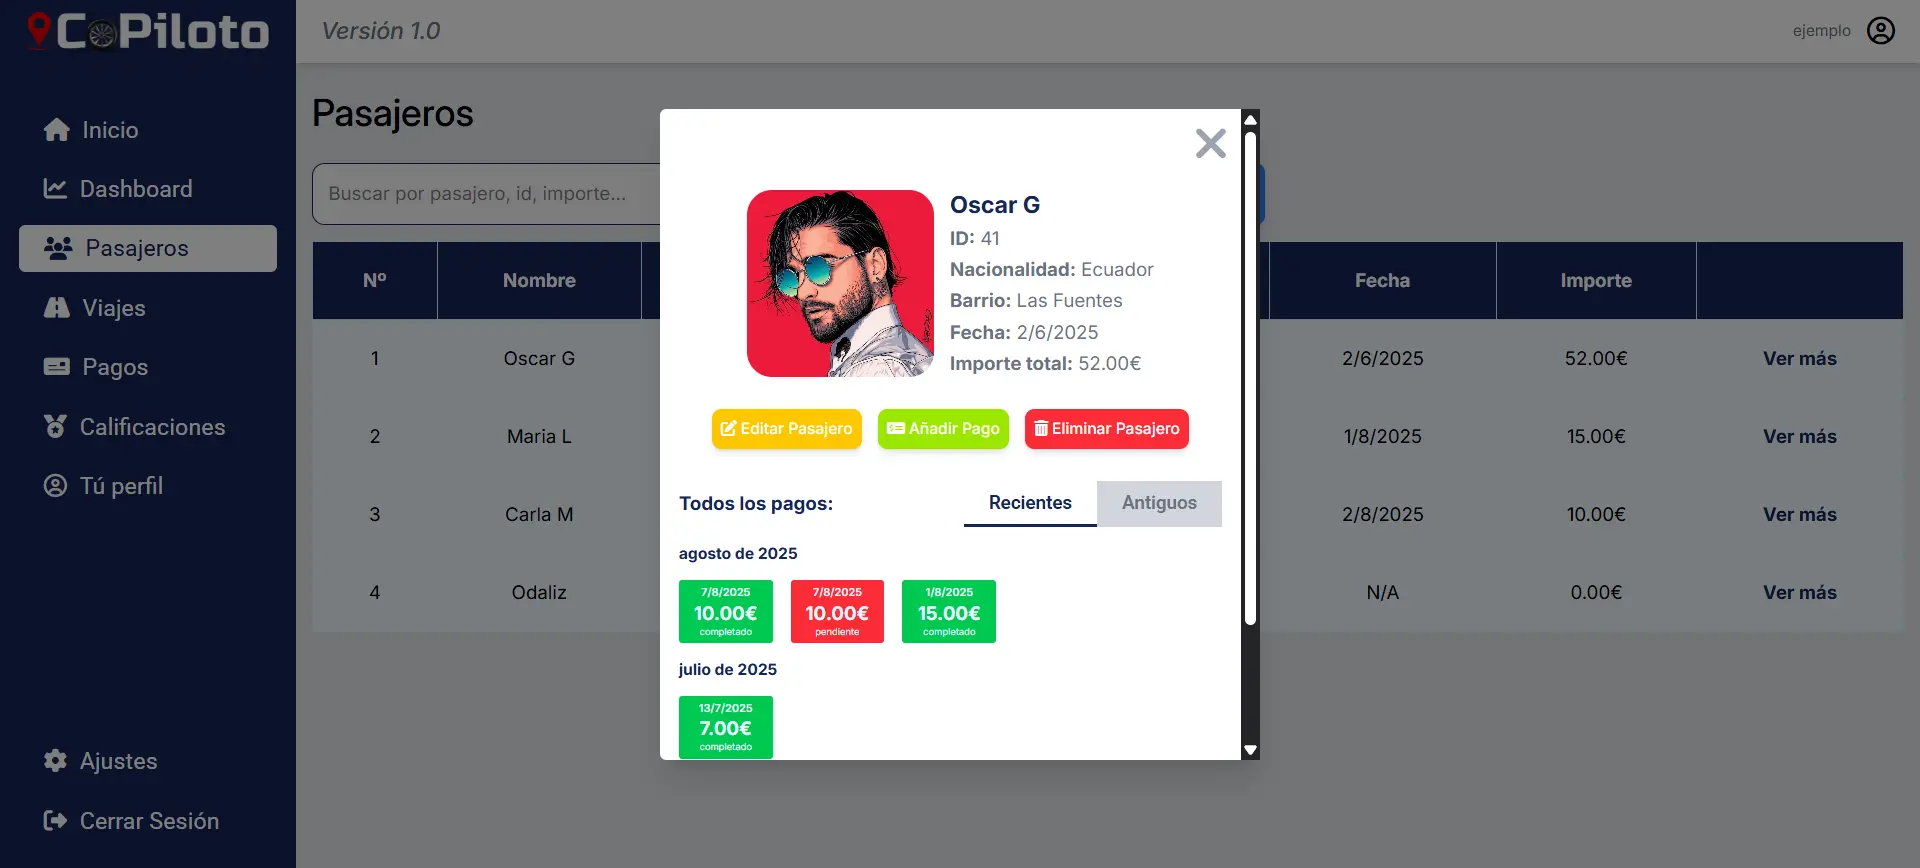 CoPiloto
Versión 1.0
ejemplo
Inicio
Dashboard
Pasajeros
Viajes
Pagos
Calificaciones
Tú perfil
Ajustes
Cerrar Sesión
Pasajeros
Buscar por pasajero, id, importe...
Nº Nombre Fecha Importe
1 Oscar G 2/6/2025 52.00€ Ver más
2 Maria L 1/8/2025 15.00€ Ver más
3 Carla M 2/8/2025 10.00€ Ver más
4 Odaliz N/A 0.00€ Ver más
Oscar G
ID: 41
Nacionalidad: Ecuador
Barrio: Las Fuentes
Fecha: 2/6/2025
Importe total: 52.00€
Editar Pasajero Añadir Pago Eliminar Pasajero
Todos los pagos: Recientes Antiguos
agosto de 2025
7/8/2025 7/8/2025 1/8/2025
10.00€ 10.00€ 15.00€
completado pendiente completado
julio de 2025
13/7/2025
7.00€
completado